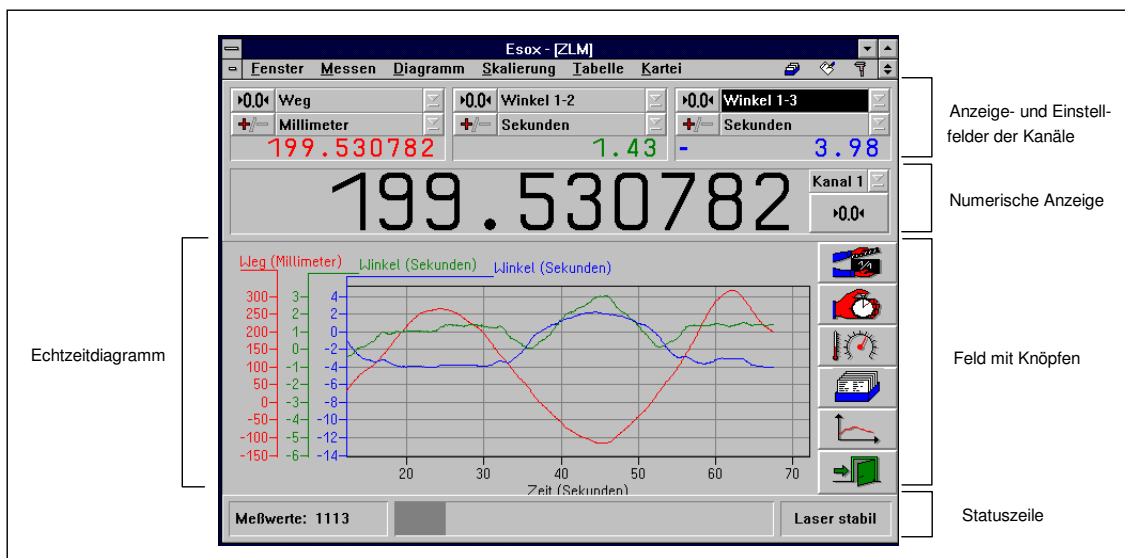 Esox - [ZLM]
Fenster Messen Diagramm Skalierung Tabelle Kartei
0.0 Weg 0.0 Winkel 1-2 0.0 Winkel 1-3
+/- Millimeter +/- Sekunden +/- Sekunden
199.530782 1.43 - 3.98
Anzeige- und Einstell-
felder der Kanäle
199.530782
Kanal 1
0.0
Numerische Anzeige
Weg (Millimeter) Winkel (Sekunden) Winkel (Sekunden)
300 3 4
250 2 2
200 1 0
150 0 -2
100 -1 -4
50 -2 -6
0 -3 -8
-50 -4 -10
-100 -5 -12
-150 -6 -14
20 30 40 50 60 70
Zeit (Sekunden)
Echtzeitdiagramm
Feld mit Knöpfen
Meßwerte: 1113
Laser stabil
Statuszeile